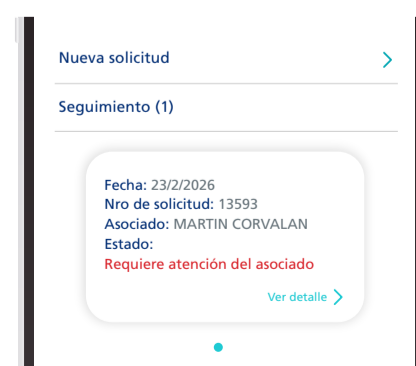 Nueva solicitud
Seguimiento (1)
Fecha: 23/2/2026
Nro de solicitud: 13593
Asociado: MARTIN CORVALAN
Estado:
Requiere atención del asociado
Ver detalle